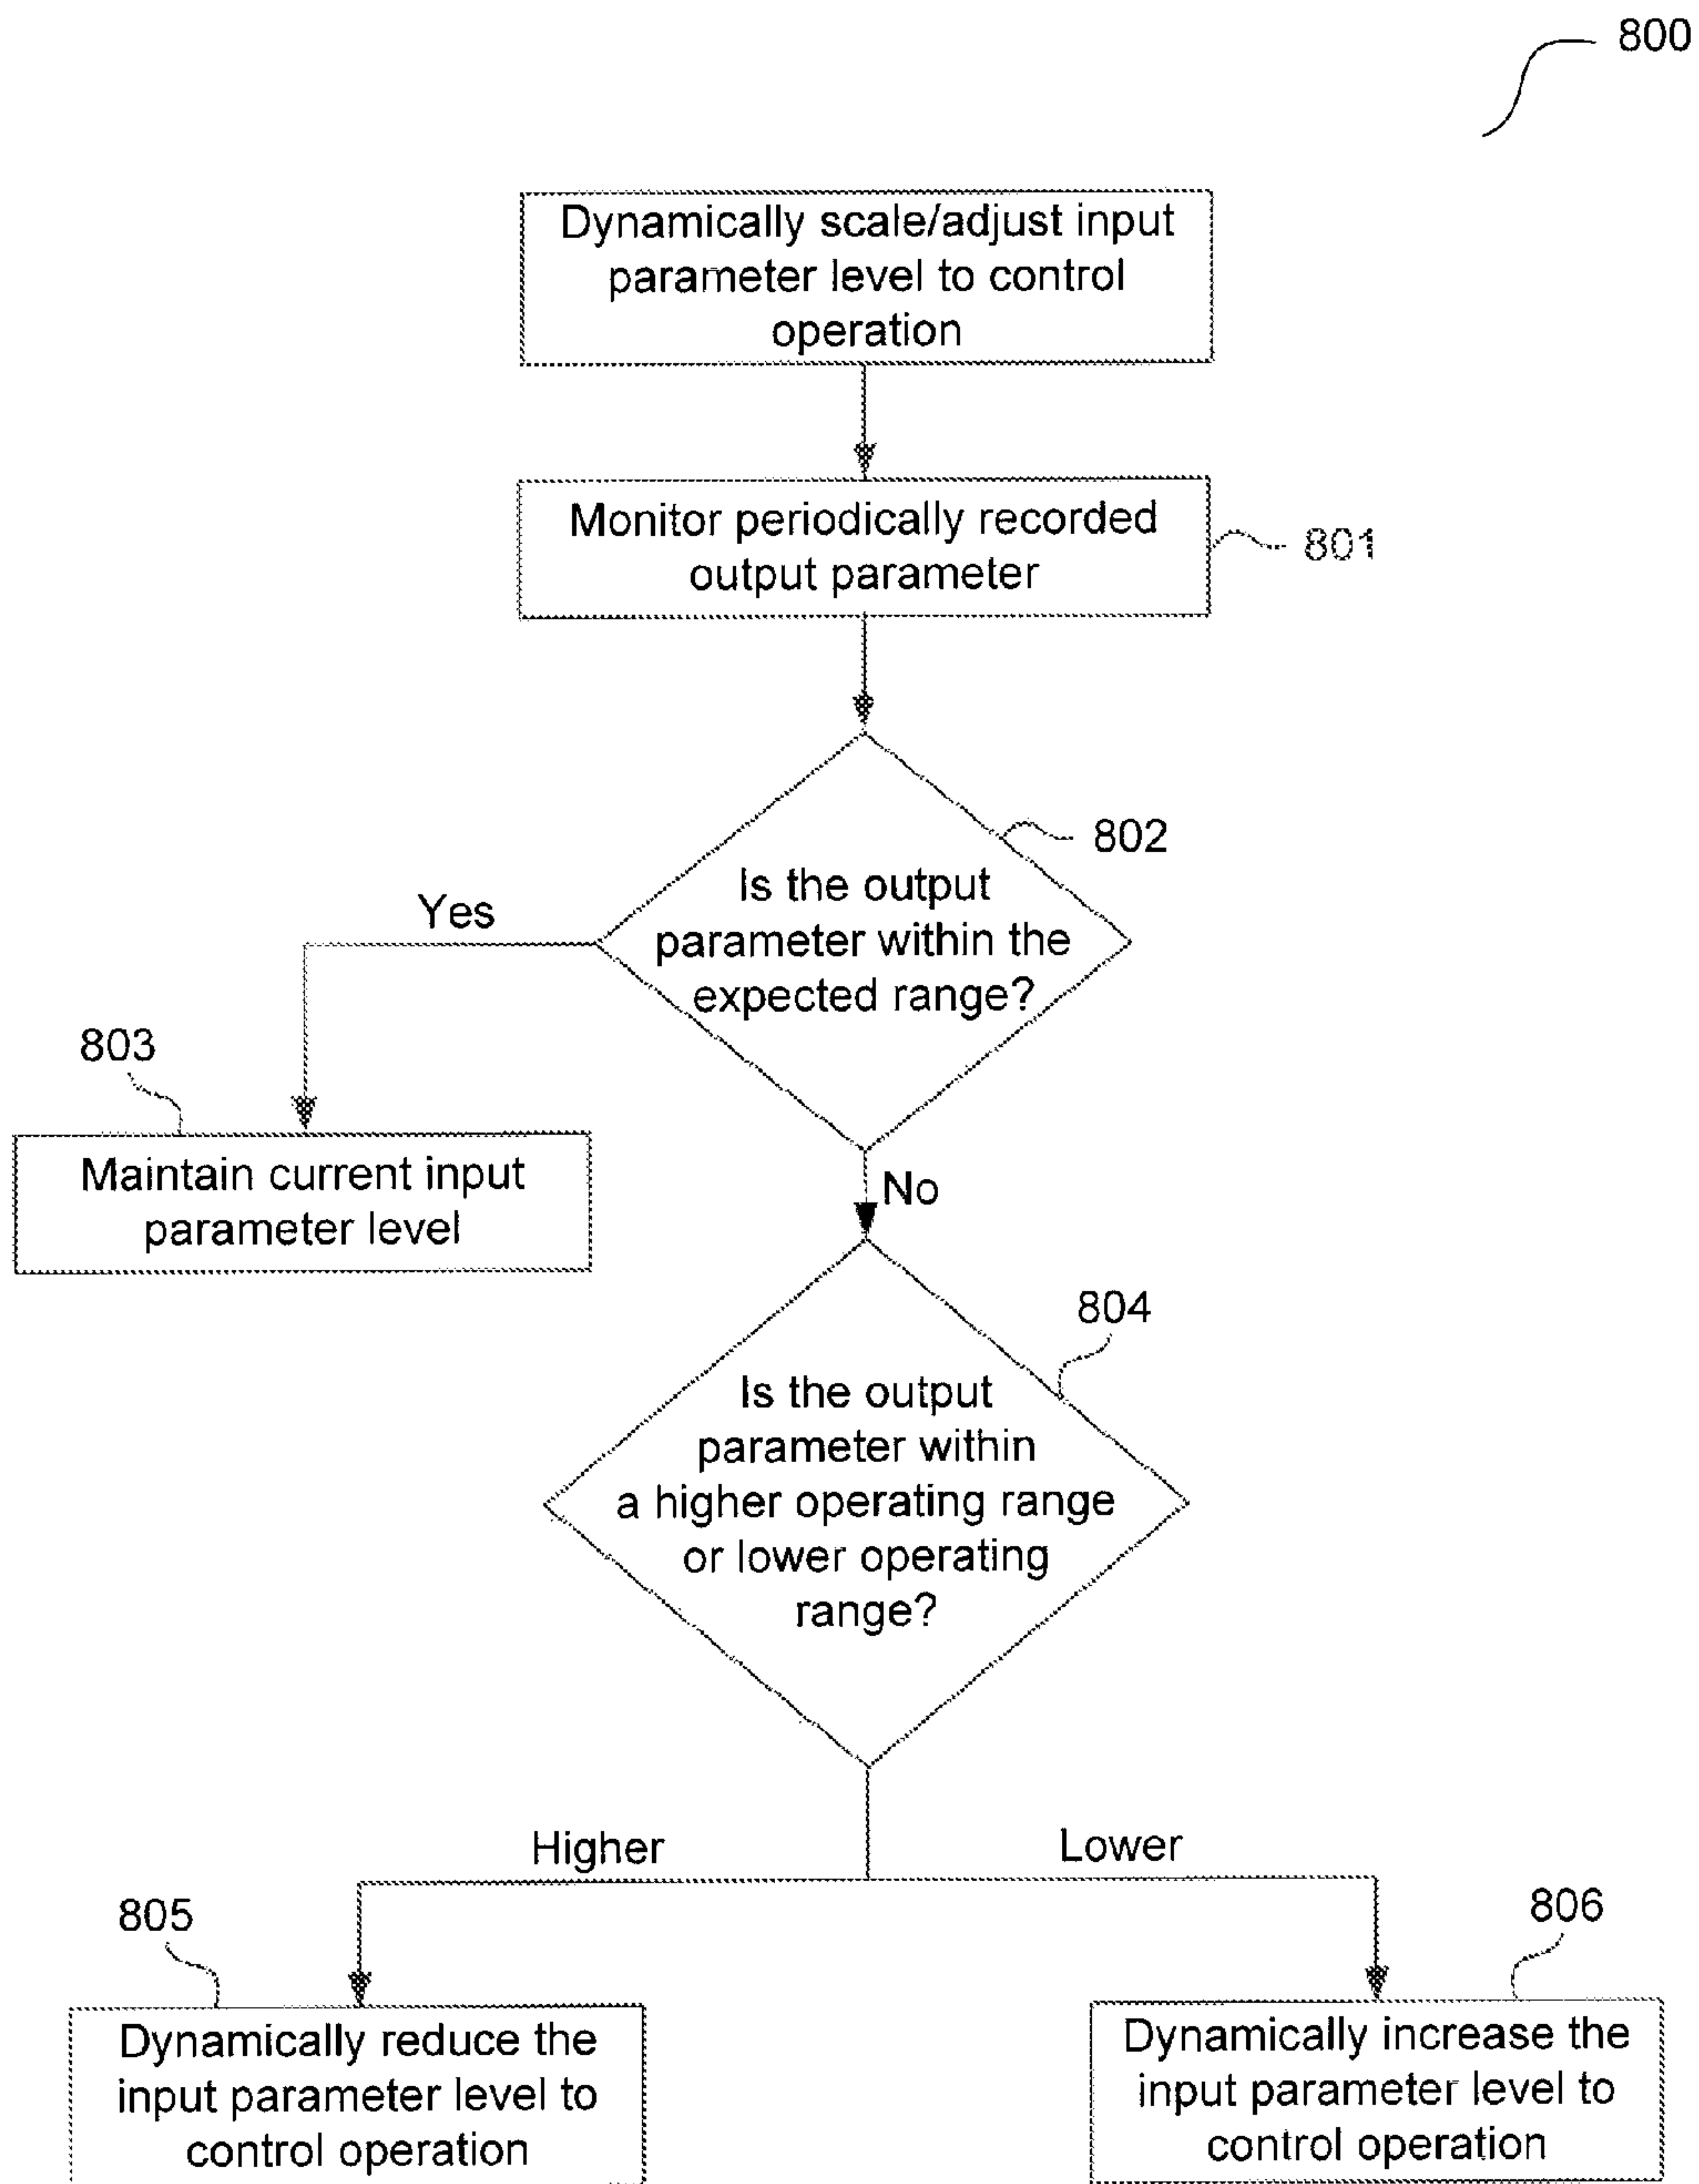 800
Dynamically scale/adjust input
parameter level to control
operation
Monitor periodically recorded
output parameter
801
802
Is the output
parameter within the
expected range?
Yes
803
Maintain current input
parameter level
No
804
Is the output
parameter within
a higher operating range
or lower operating
range?
Higher
Lower
805
806
Dynamically reduce the
input parameter level to
control operation
Dynamically increase the
input parameter level to
control operation